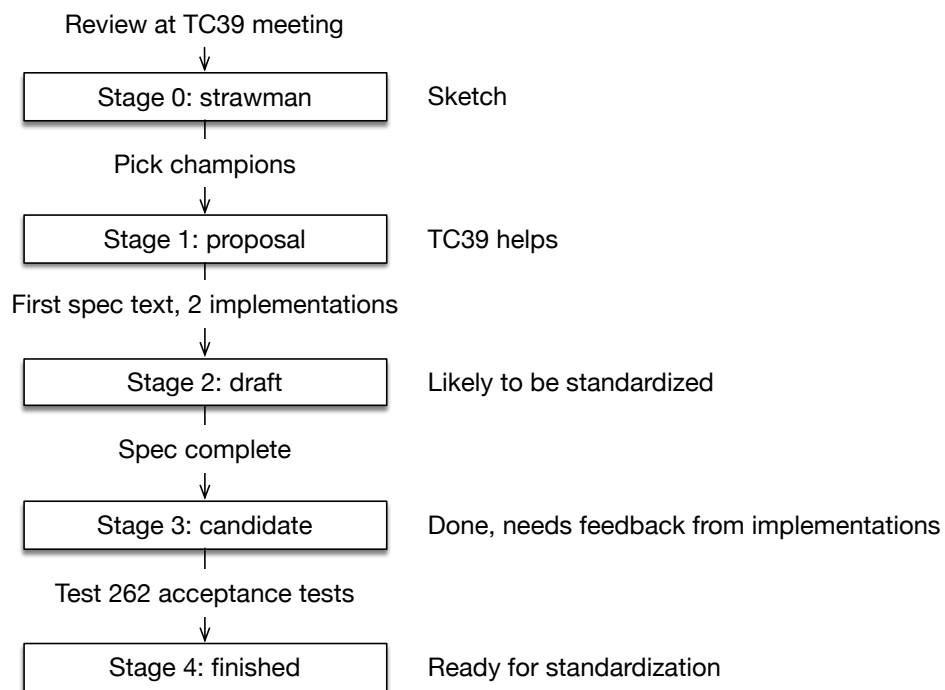 Review at TC39 meeting
Stage 0: strawman
Sketch
Pick champions
Stage 1: proposal
TC39 helps
First spec text, 2 implementations
Stage 2: draft
Likely to be standardized
Spec complete
Stage 3: candidate
Done, needs feedback from implementations
Test 262 acceptance tests
Stage 4: finished
Ready for standardization